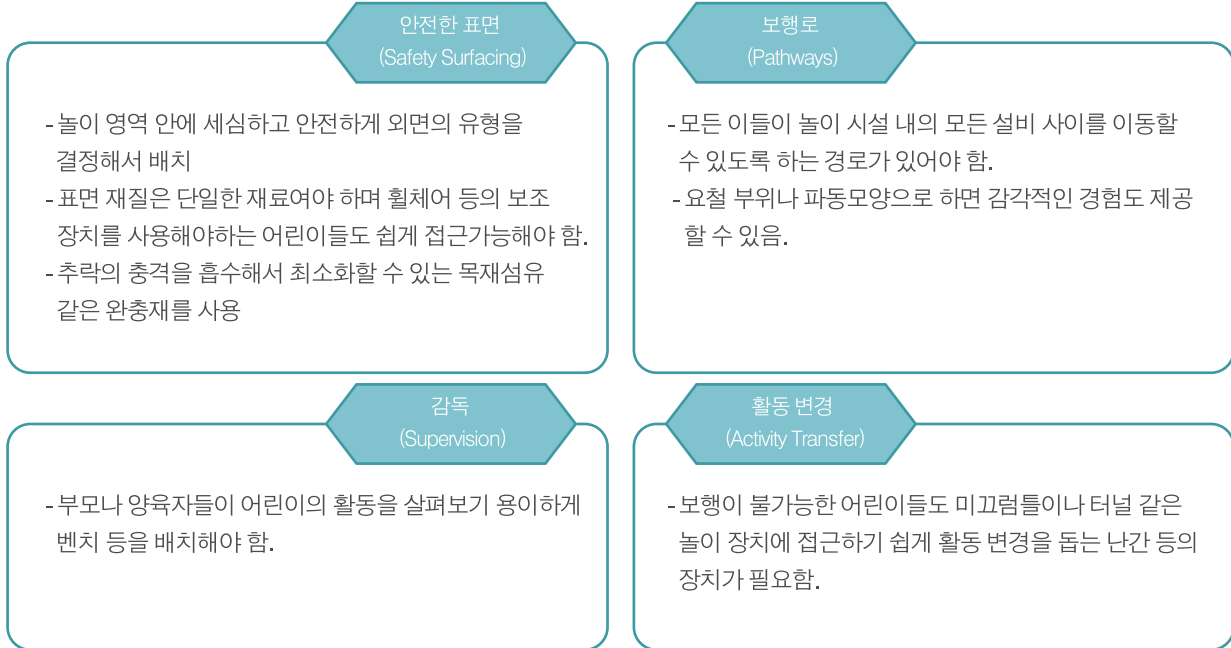 안전한 표면
(Safety Surfacing)
- 놀이 영역 안에 세심하고 안전하게 외면의 유형을
결정해서 배치
- 표면 재질은 단일한 재료여야 하며 휠체어 등의 보조
장치를 사용해야하는 어린이들도 쉽게 접근가능해야 함.
- 추락의 충격을 흡수해서 최소화할 수 있는 목재섬유
같은 완충재를 사용
보행로
(Pathways)
- 모든 이들이 놀이 시설 내의 모든 설비 사이를 이동할
수 있도록 하는 경로가 있어야 함.
- 요철 부위나 파동모양으로 하면 감각적인 경험도 제공
할 수 있음.
감독
(Supervision)
- 부모나 양육자들이 어린이의 활동을 살펴보기 용이하게
벤치 등을 배치해야 함.
활동 변경
(Activity Transfer)
- 보행이 불가능한 어린이들도 미끄럼틀이나 터널 같은
놀이 장치에 접근하기 쉽게 활동 변경을 돕는 난간 등의
장치가 필요함.